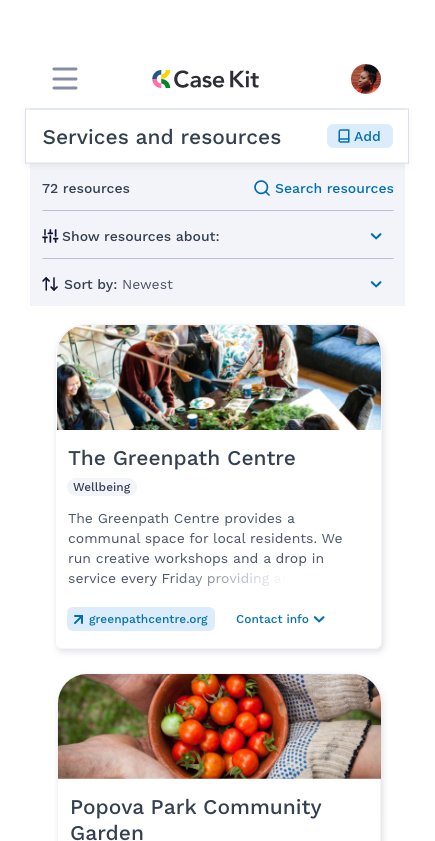 Case Kit
Services and resources
Add
72 resources
Search resources
Show resources about:
Sort by: Newest
The Greenpath Centre
Wellbeing
The Greenpath Centre provides a
communal space for local residents. We
run creative workshops and a drop in
service every Friday providing
greenpathcentre.org
Contact info
Popova Park Community
Garden